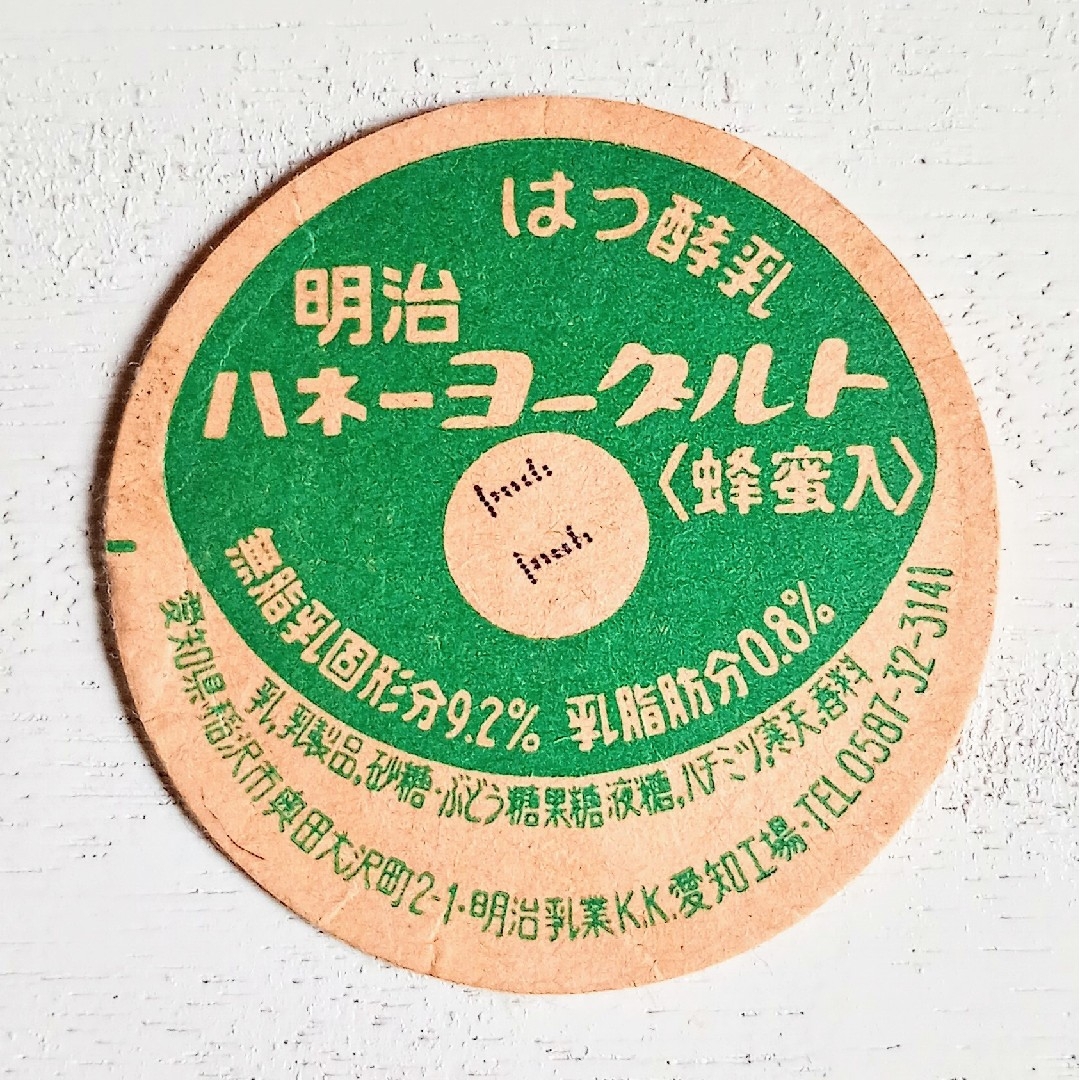 はつ酵乳
明治
ハネーヨーグルト
〈蜂蜜入〉
無脂乳固形分9.2% 乳脂肪分0.8%
乳,乳製品,砂糖・ぶどう糖果糖液糖,ハチミツ,寒天,香料
愛知県稲沢市奥田大沢町2-1・明治乳業K.K.愛知工場・TEL0587-32-3141